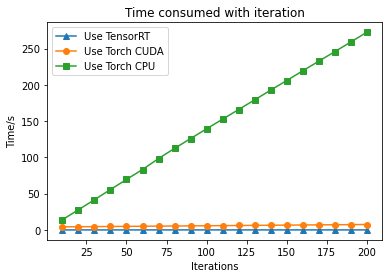 Time consumed with iteration
Use TensorRT
Use Torch CUDA
Use Torch CPU
Time/s
250
200
150
100
50
0
25 50 75 100 125 150 175 200
Iterations